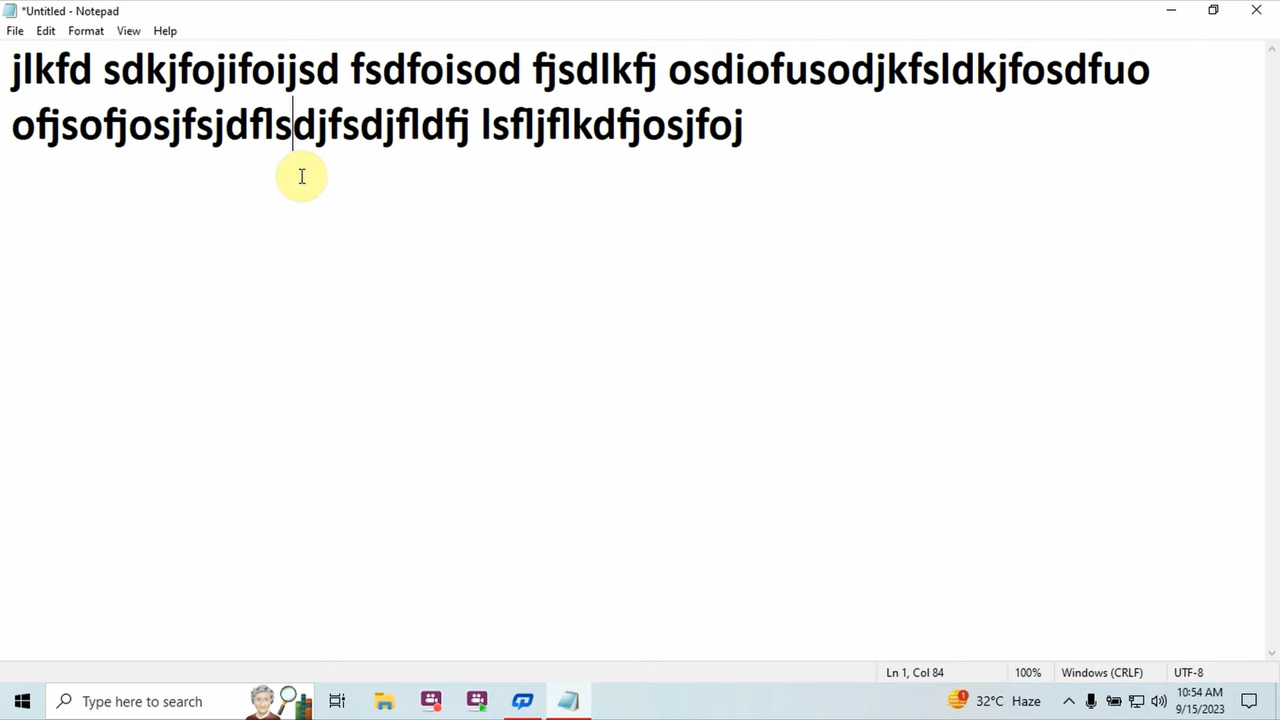 *Untitled - Notepad
File Edit Format View Help
jlkfd sdkjfojifoijsd fsdfoisod fjsdlkfj osdiofusodjkfsldkjfosdfuo
ofjsofjosjfsjdflsdjfsdjfldfj lsfljflkdfjosjfoj
Ln 1, Col 84 100% Windows (CRLF) UTF-8
Type here to search 1 32°C Haze 10:54 AM
9/15/2023